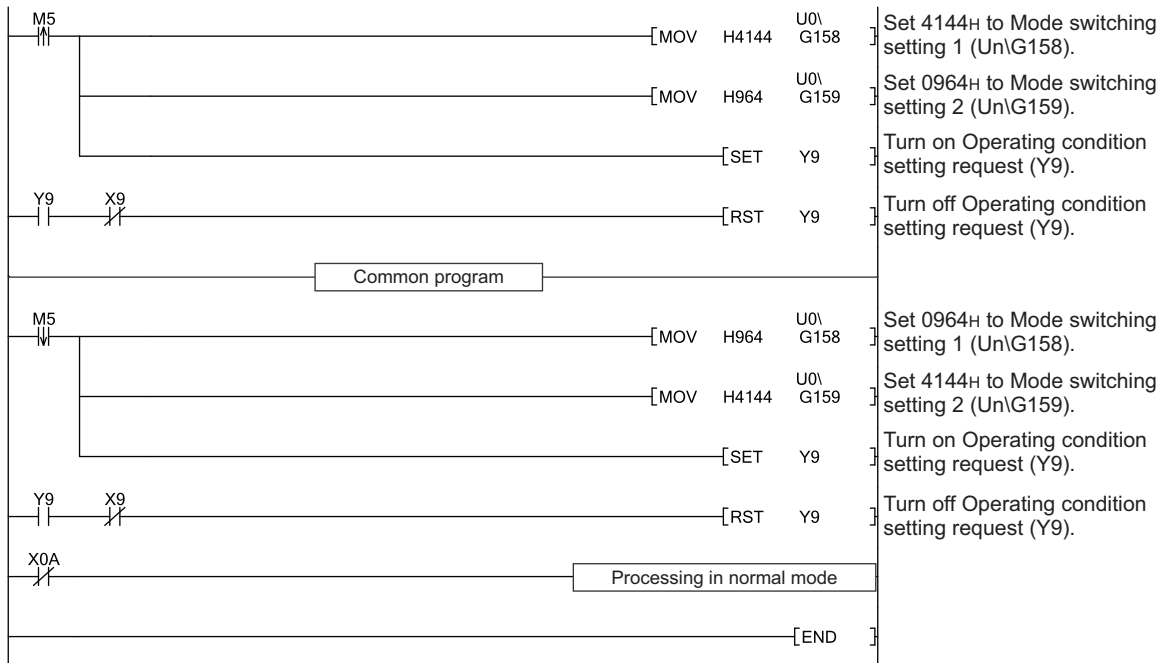 M5
U0\
[MOV H4144 G158 ]
Set 4144H to Mode switching
setting 1 (Un\G158).
U0\
[MOV H964 G159 ]
Set 0964H to Mode switching
setting 2 (Un\G159).
[SET Y9 ]
Turn on Operating condition
setting request (Y9).
Y9 X9
[RST Y9 ]
Turn off Operating condition
setting request (Y9).
Common program
M5
U0\
[MOV H964 G158 ]
Set 0964H to Mode switching
setting 1 (Un\G158).
U0\
[MOV H4144 G159 ]
Set 4144H to Mode switching
setting 2 (Un\G159).
[SET Y9 ]
Turn on Operating condition
setting request (Y9).
Y9 X9
[RST Y9 ]
Turn off Operating condition
setting request (Y9).
X0A
Processing in normal mode
[END ]